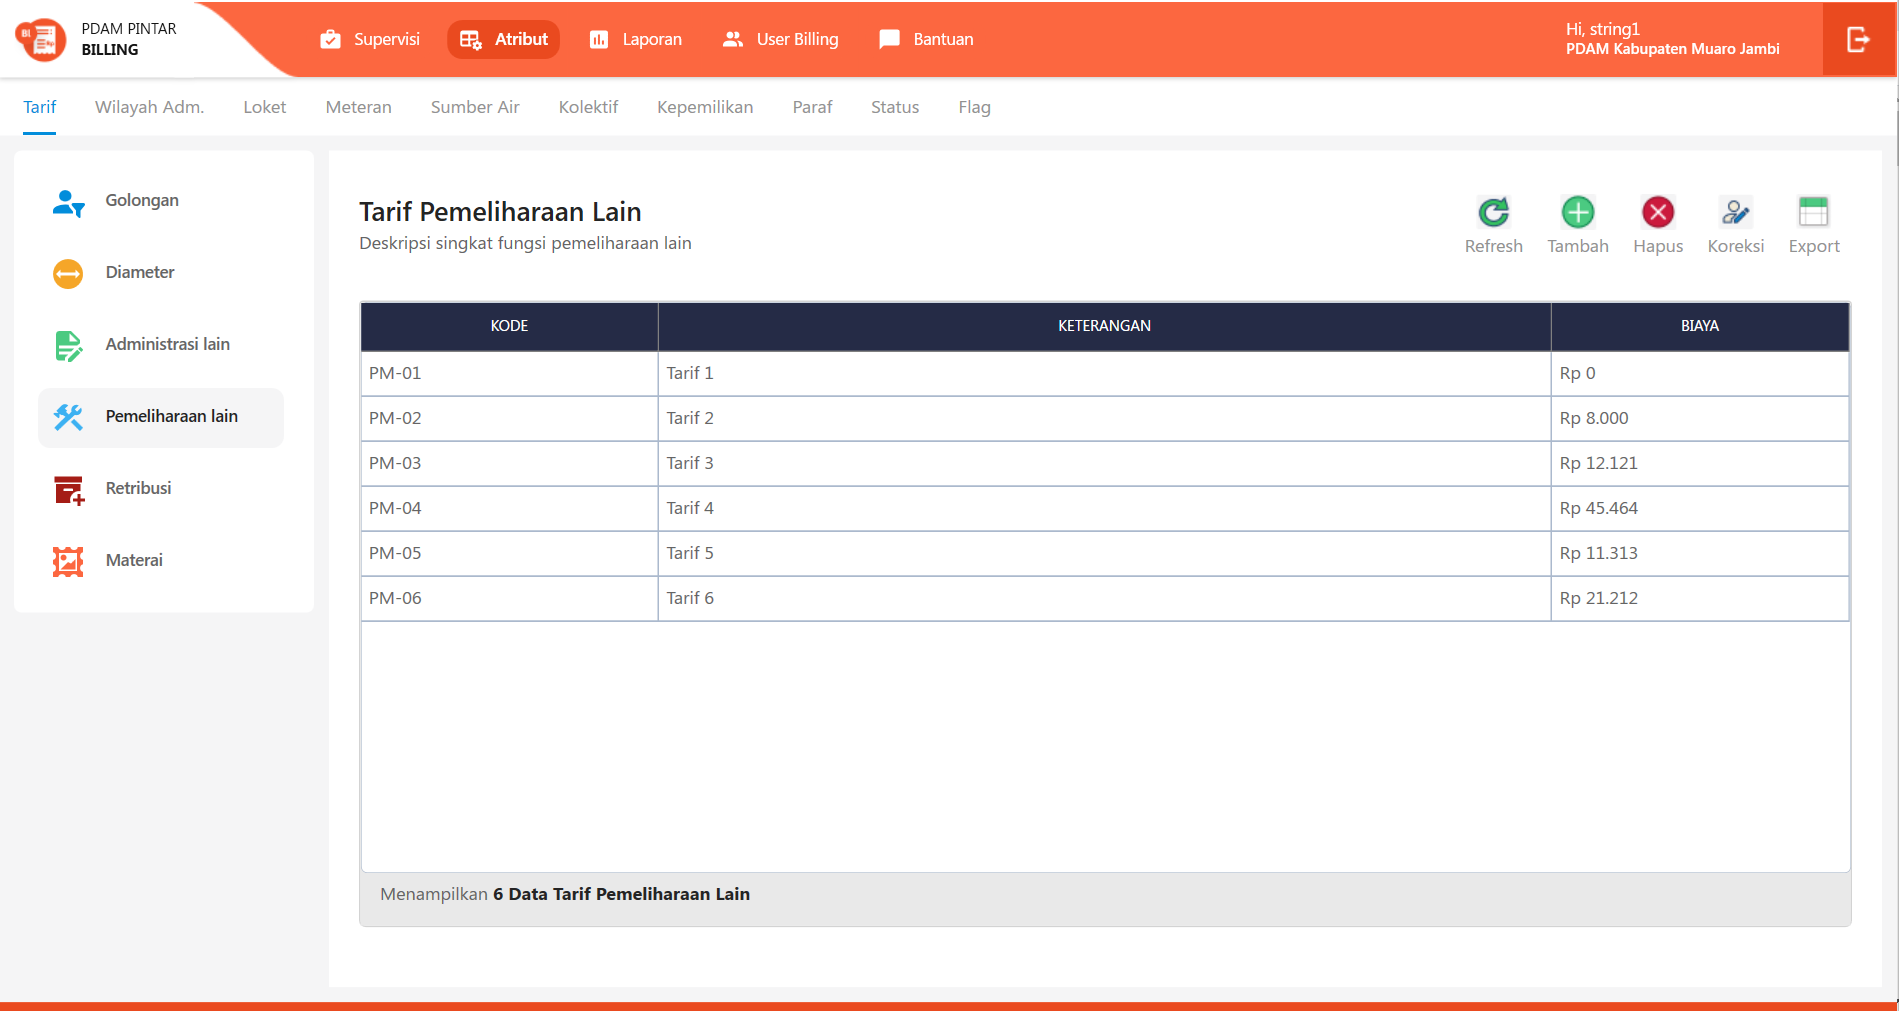 PDAM PINTAR
BILLING
Supervisi
Atribut
Laporan
User Billing
Bantuan
Hi, string1
PDAM Kabupaten Muaro Jambi
Tarif
Wilayah Adm.
Loket
Meteran
Sumber Air
Kolektif
Kepemilikan
Paraf
Status
Flag
Golongan
Diameter
Administrasi lain
Pemeliharaan lain
Retribusi
Materai
Tarif Pemeliharaan Lain
Deskripsi singkat fungsi pemeliharaan lain
Refresh
Tambah
Hapus
Koreksi
Export
KODE KETERANGAN BIAYA
PM-01 Tarif 1 Rp 0
PM-02 Tarif 2 Rp 8.000
PM-03 Tarif 3 Rp 12.121
PM-04 Tarif 4 Rp 45.464
PM-05 Tarif 5 Rp 11.313
PM-06 Tarif 6 Rp 21.212
Menampilkan 6 Data Tarif Pemeliharaan Lain